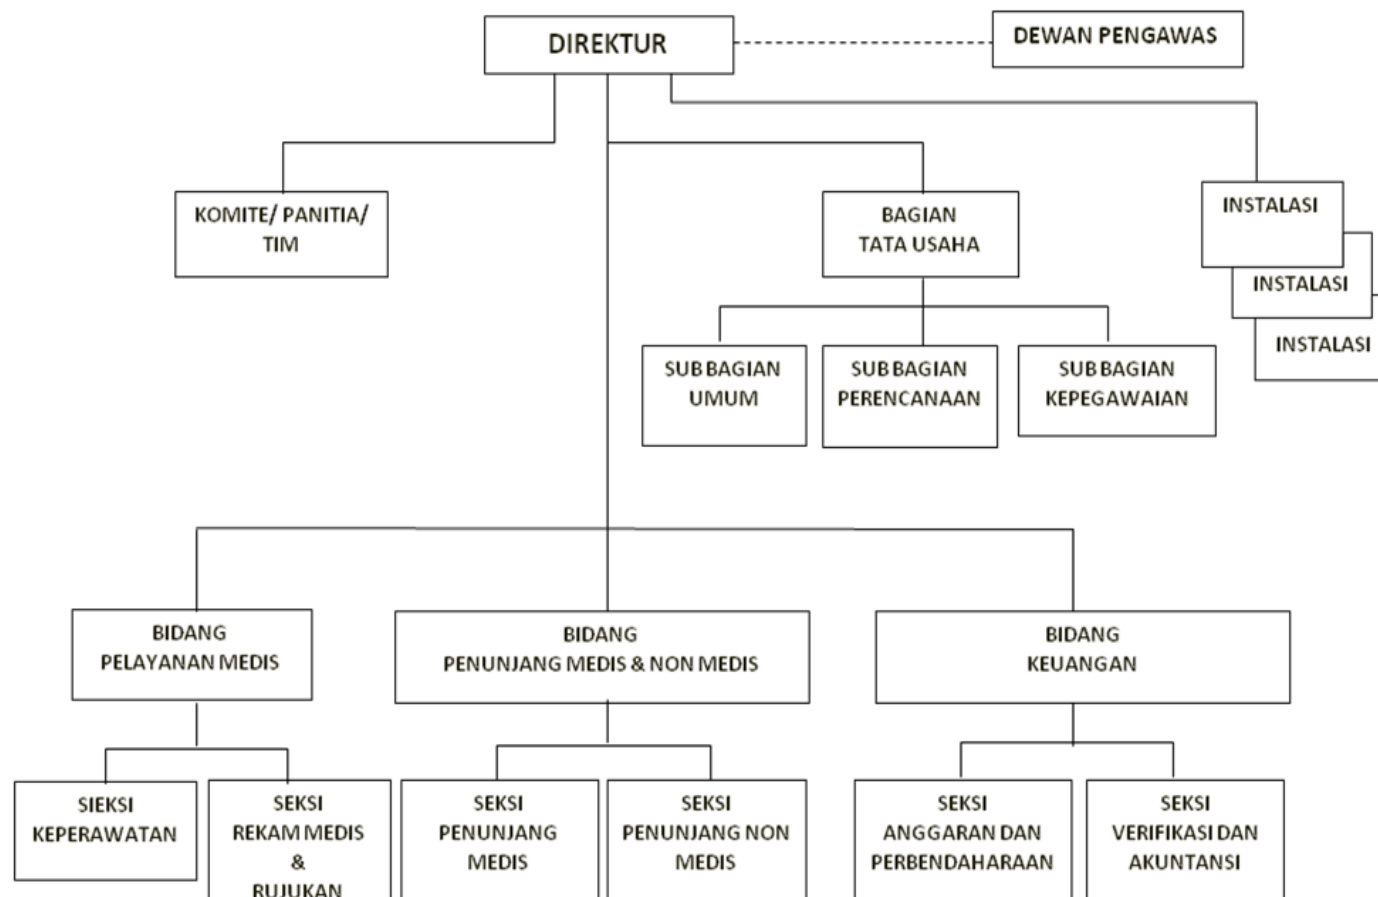 DIREKTUR
DEWAN PENGAWAS
KOMITE/ PANITIA/
TIM
BAGIAN
TATA USAHA
INSTALASI
INSTALASI
INSTALASI
SUB BAGIAN
UMUM
SUB BAGIAN
PERENCANAAN
SUB BAGIAN
KEPEGAWAIAN
BIDANG
PELAYANAN MEDIS
BIDANG
PENUNJANG MEDIS & NON MEDIS
BIDANG
KEUANGAN
SIEKSI
KEPERAWATAN
SEKSI
REKAM MEDIS
&
RUJUKAN
SEKSI
PENUNJANG
MEDIS
SEKSI
PENUNJANG NON
MEDIS
SEKSI
ANGGARAN DAN
PERBENDAHARAAN
SEKSI
VERIFIKASI DAN
AKUNTANSI